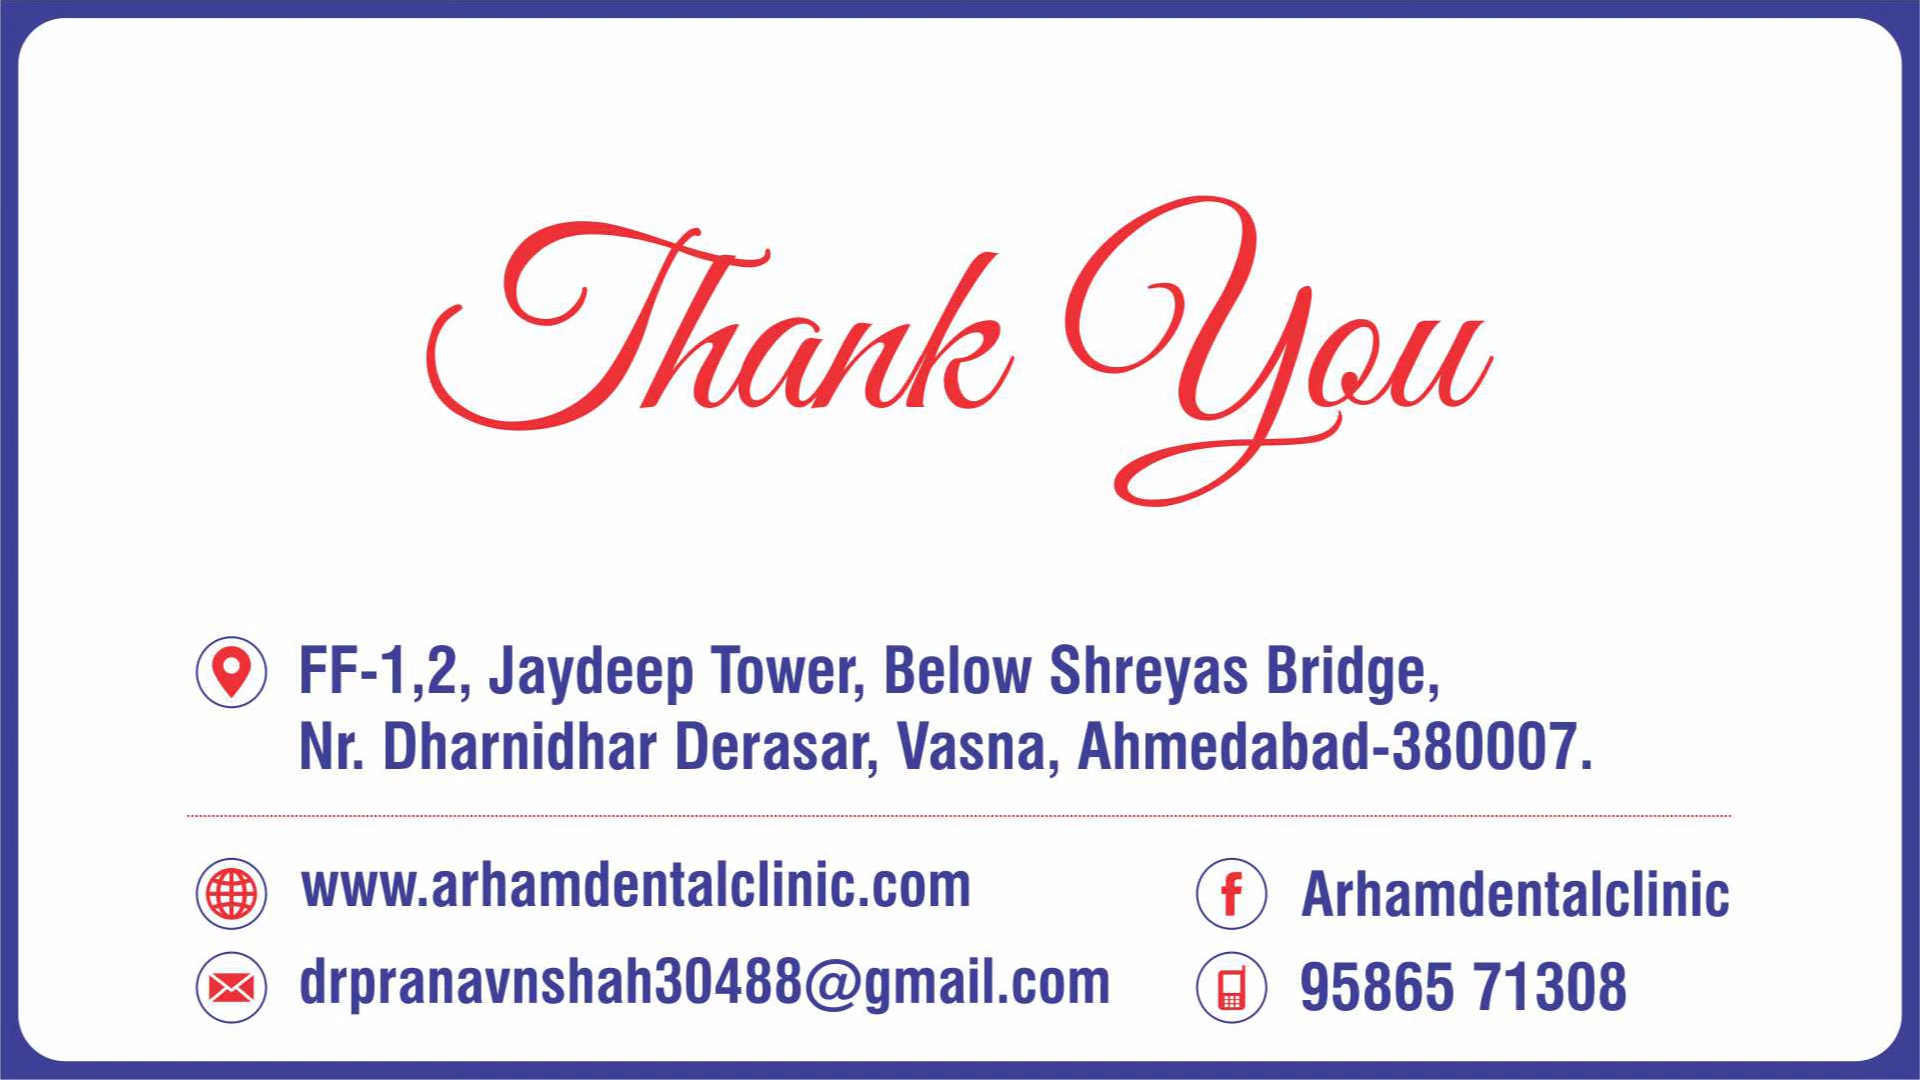 Thank You
FF-1,2, Jaydeep Tower, Below Shreyas Bridge,
Nr. Dharnidhar Derasar, Vasna, Ahmedabad-380007.
www.arhamdentalclinic.com
Arhamdentalclinic
drpranavnshah30488@gmail.com
95865 71308